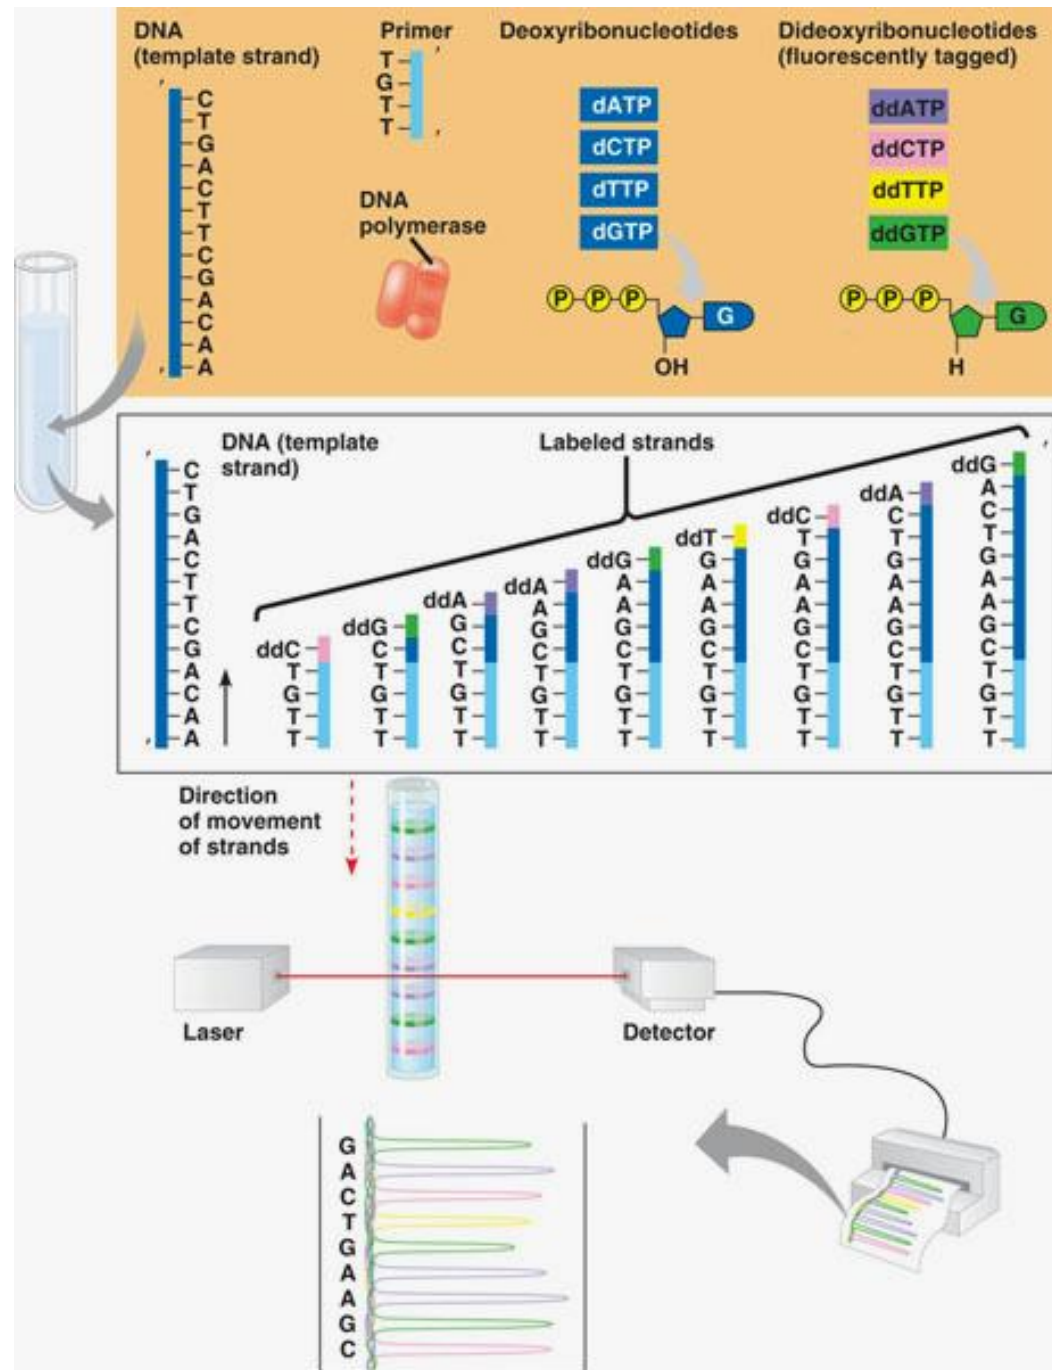 DNA
(template strand)
Primer
Deoxyribonucleotides
Dideoxyribonucleotides
(fluorescently tagged)
′
C
T
G
A
C
T
T
C
G
A
C
A
A
′
′
T
G
T
T
′
DNA
polymerase
dATP
dCTP
dTTP
dGTP
P P P
G
OH
ddATP
ddCTP
ddTTP
ddGTP
P P P
G
H
DNA (template
strand)
Labeled strands
′
C
T
G
A
C
T
T
C
G
A
C
A
A
′
ddC
T
G
T
T
ddG
C
T
G
T
T
ddA
G
C
T
G
T
T
ddA
A
G
C
T
G
T
T
ddG
A
A
G
C
T
G
T
T
ddT
G
A
A
G
C
T
G
T
T
ddC
T
G
A
A
G
C
T
G
T
T
ddA
C
T
G
A
A
G
C
T
G
T
T
′
ddG
A
C
T
G
A
A
G
C
T
G
T
T
Direction
of movement
of strands
Laser
Detector
G
A
C
T
G
A
A
G
C